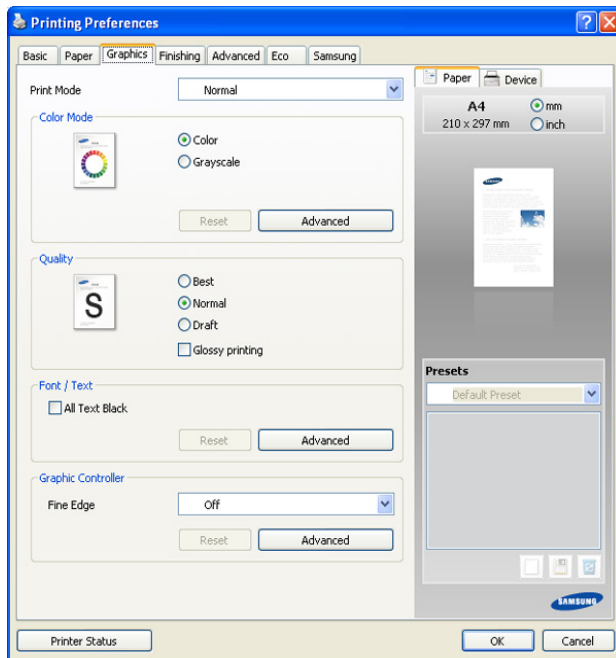 Printing Preferences
Basic Paper Graphics Finishing Advanced Eco Samsung
Print Mode Normal
Color Mode
Color
Grayscale
Reset Advanced
Quality
S
Best
Normal
Draft
Glossy printing
Font / Text
All Text Black
Reset Advanced
Graphic Controller
Fine Edge Off
Reset Advanced
Paper Device
A4 mm
210 x 297 mm inch
Presets
Default Preset
SAMSUNG
Printer Status OK Cancel